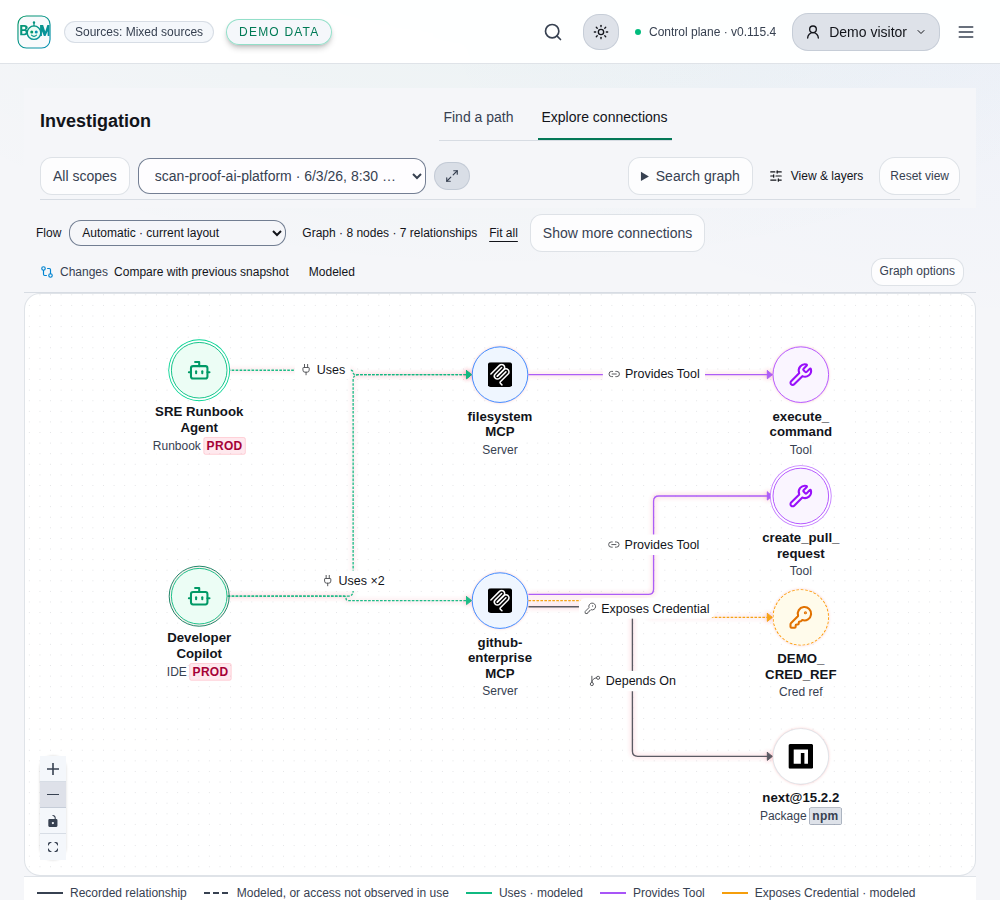 BOM
Sources: Mixed sources
DEMO DATA
Control plane · v0.115.4
Demo visitor
Investigation
Find a path
Explore connections
All scopes
scan-proof-ai-platform · 6/3/26, 8:30 ...
Search graph
View & layers
Reset view
Flow
Automatic · current layout
Graph · 8 nodes · 7 relationships
Fit all
Show more connections
Changes
Compare with previous snapshot
Modeled
Graph options
Uses
Provides Tool
SRE Runbook
Agent
Runbook PROD
filesystem
MCP
Server
execute_
command
Tool
Provides Tool
create_pull_
request
Tool
Uses ×2
Exposes Credential
Developer
Copilot
IDE PROD
github-
enterprise
MCP
Server
DEMO_
CRED_REF
Cred ref
Depends On
next@15.2.2
Package npm
Recorded relationship
Modeled, or access not observed in use
Uses · modeled
Provides Tool
Exposes Credential · modeled